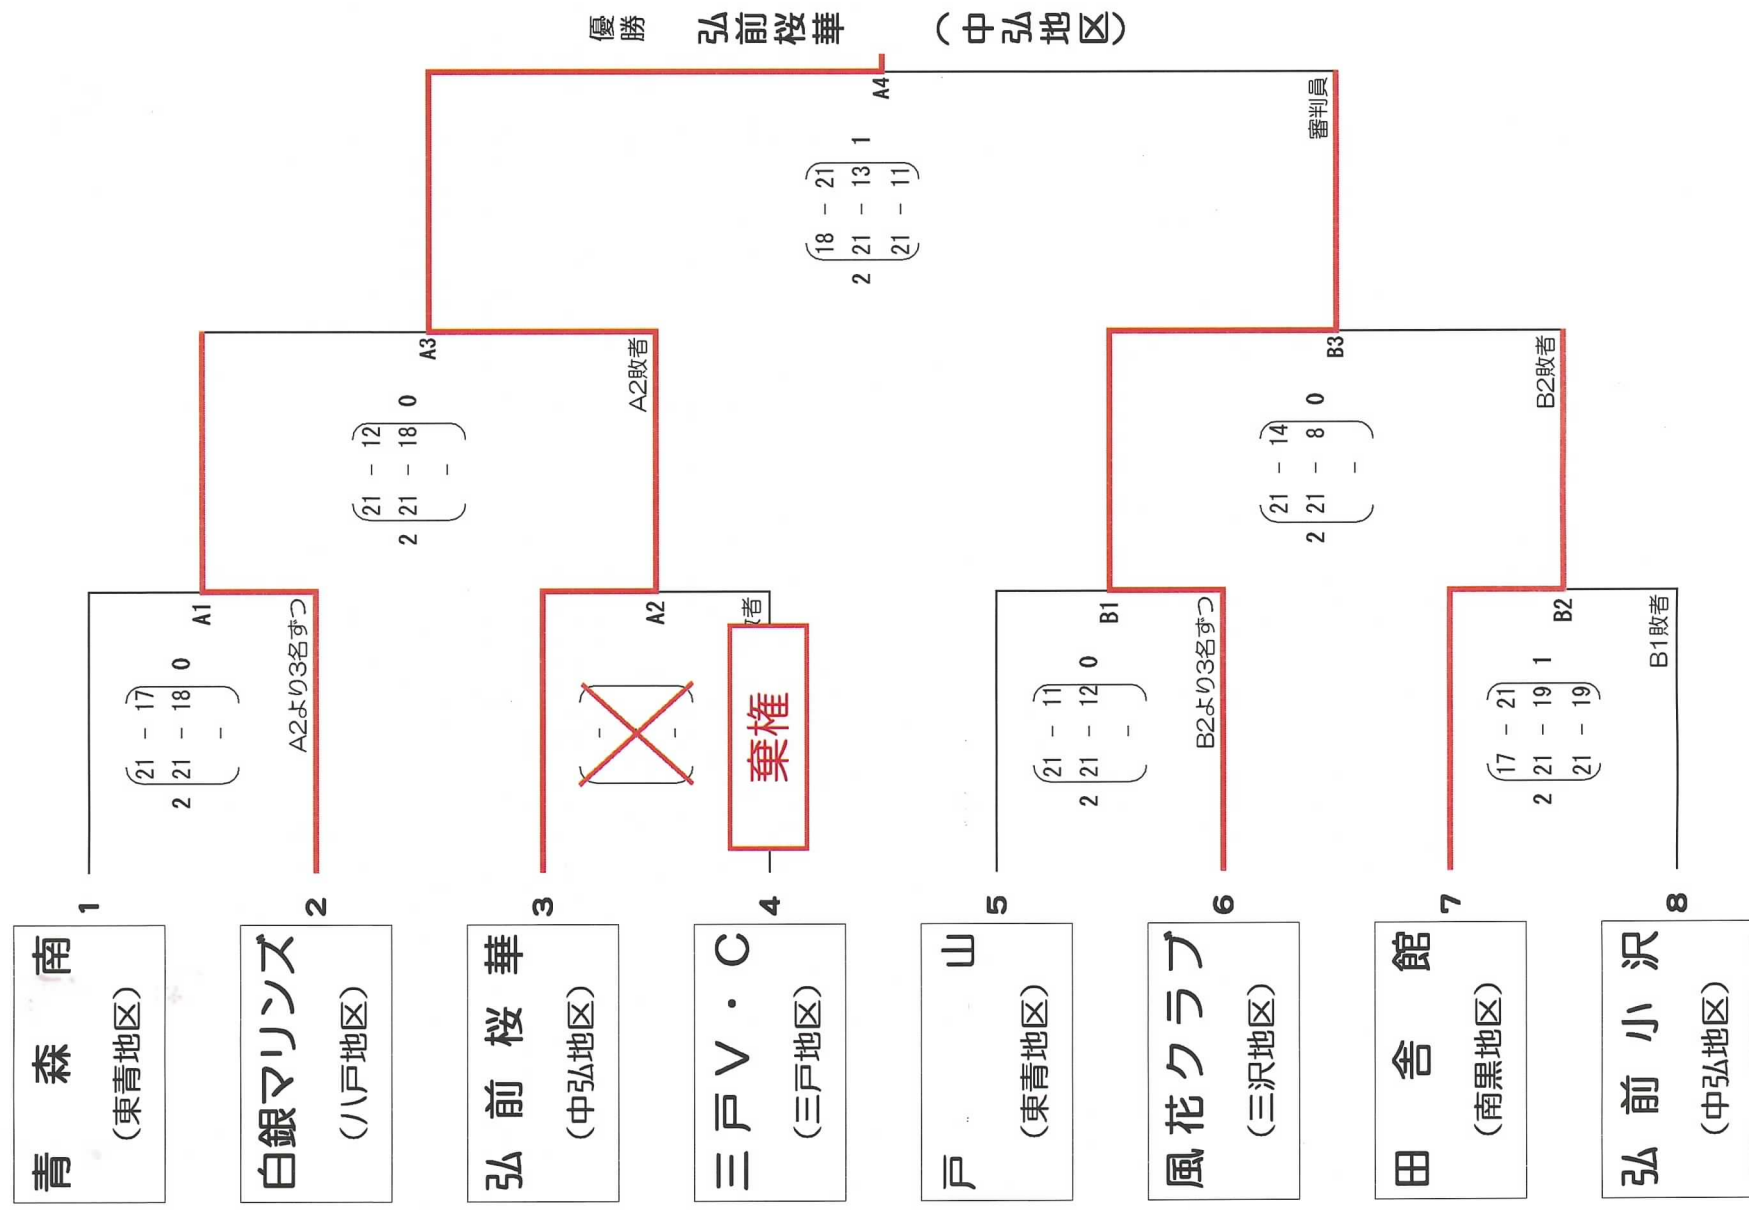 優勝 弘前桜華 (中弘地区)
A4
審判員
2 (18 - 21 1
21 - 13
21 - 11)
A3
A2敗者
2 (21 - 12 0
21 - 18
-)
B3
B2敗者
2 (21 - 14 0
21 - 8
-)
A1
A2より3名ずつ
2 (21 - 17 0
21 - 18
-)
A2
者
(-
-)
棄権
B1
B2より3名ずつ
2 (21 - 11 0
21 - 12
-)
B2
B1敗者
2 (17 - 21 1
21 - 19
21 - 19)
青森南 1
(東青地区)
白銀マリンズ 2
(八戸地区)
弘前桜華 3
(中弘地区)
三戸V・C 4
(三戸地区)
戸山 5
(東青地区)
風花クラブ 6
(三沢地区)
田舎館 7
(南黒地区)
弘前小沢 8
(中弘地区)